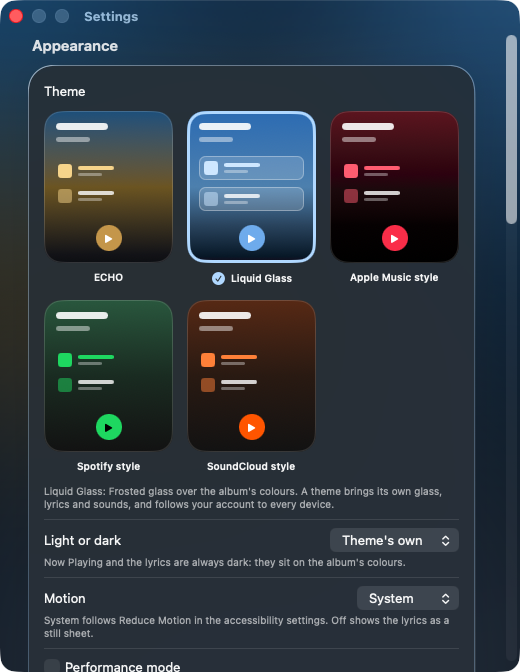 Settings
Appearance
Theme
ECHO
Liquid Glass
Apple Music style
Spotify style
SoundCloud style
Liquid Glass: Frosted glass over the album's colours. A theme brings its own glass,
lyrics and sounds, and follows your account to every device.
Light or dark
Theme's own
Now Playing and the lyrics are always dark: they sit on the album's colours.
Motion
System
System follows Reduce Motion in the accessibility settings. Off shows the lyrics as a
still sheet.
Performance mode